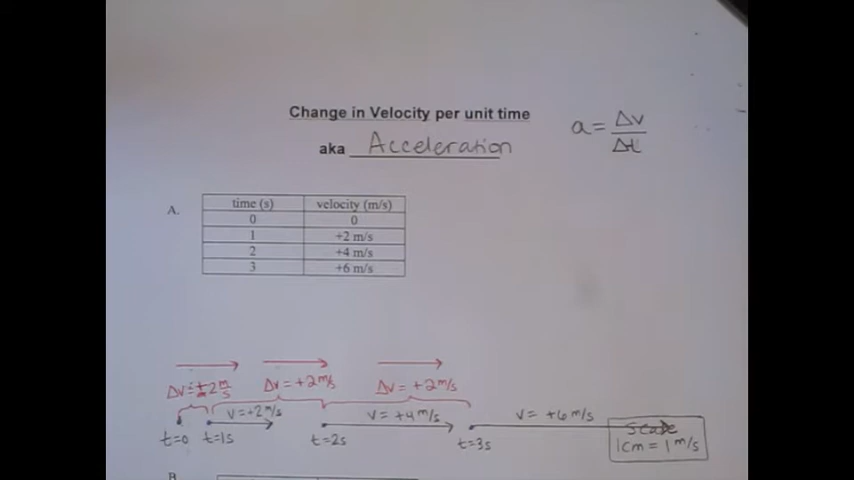 Change in Velocity per unit time
aka Acceleration
a = Δv/Δt
A.
time (s) velocity (m/s)
0 0
1 +2 m/s
2 +4 m/s
3 +6 m/s
Δv = +2 m/s Δv = +2 m/s Δv = +2 m/s
v = +2 m/s v = +4 m/s v = +6 m/s
t=0 t=1s t=2s t=3s
Scale
1cm = 1 m/s
B.